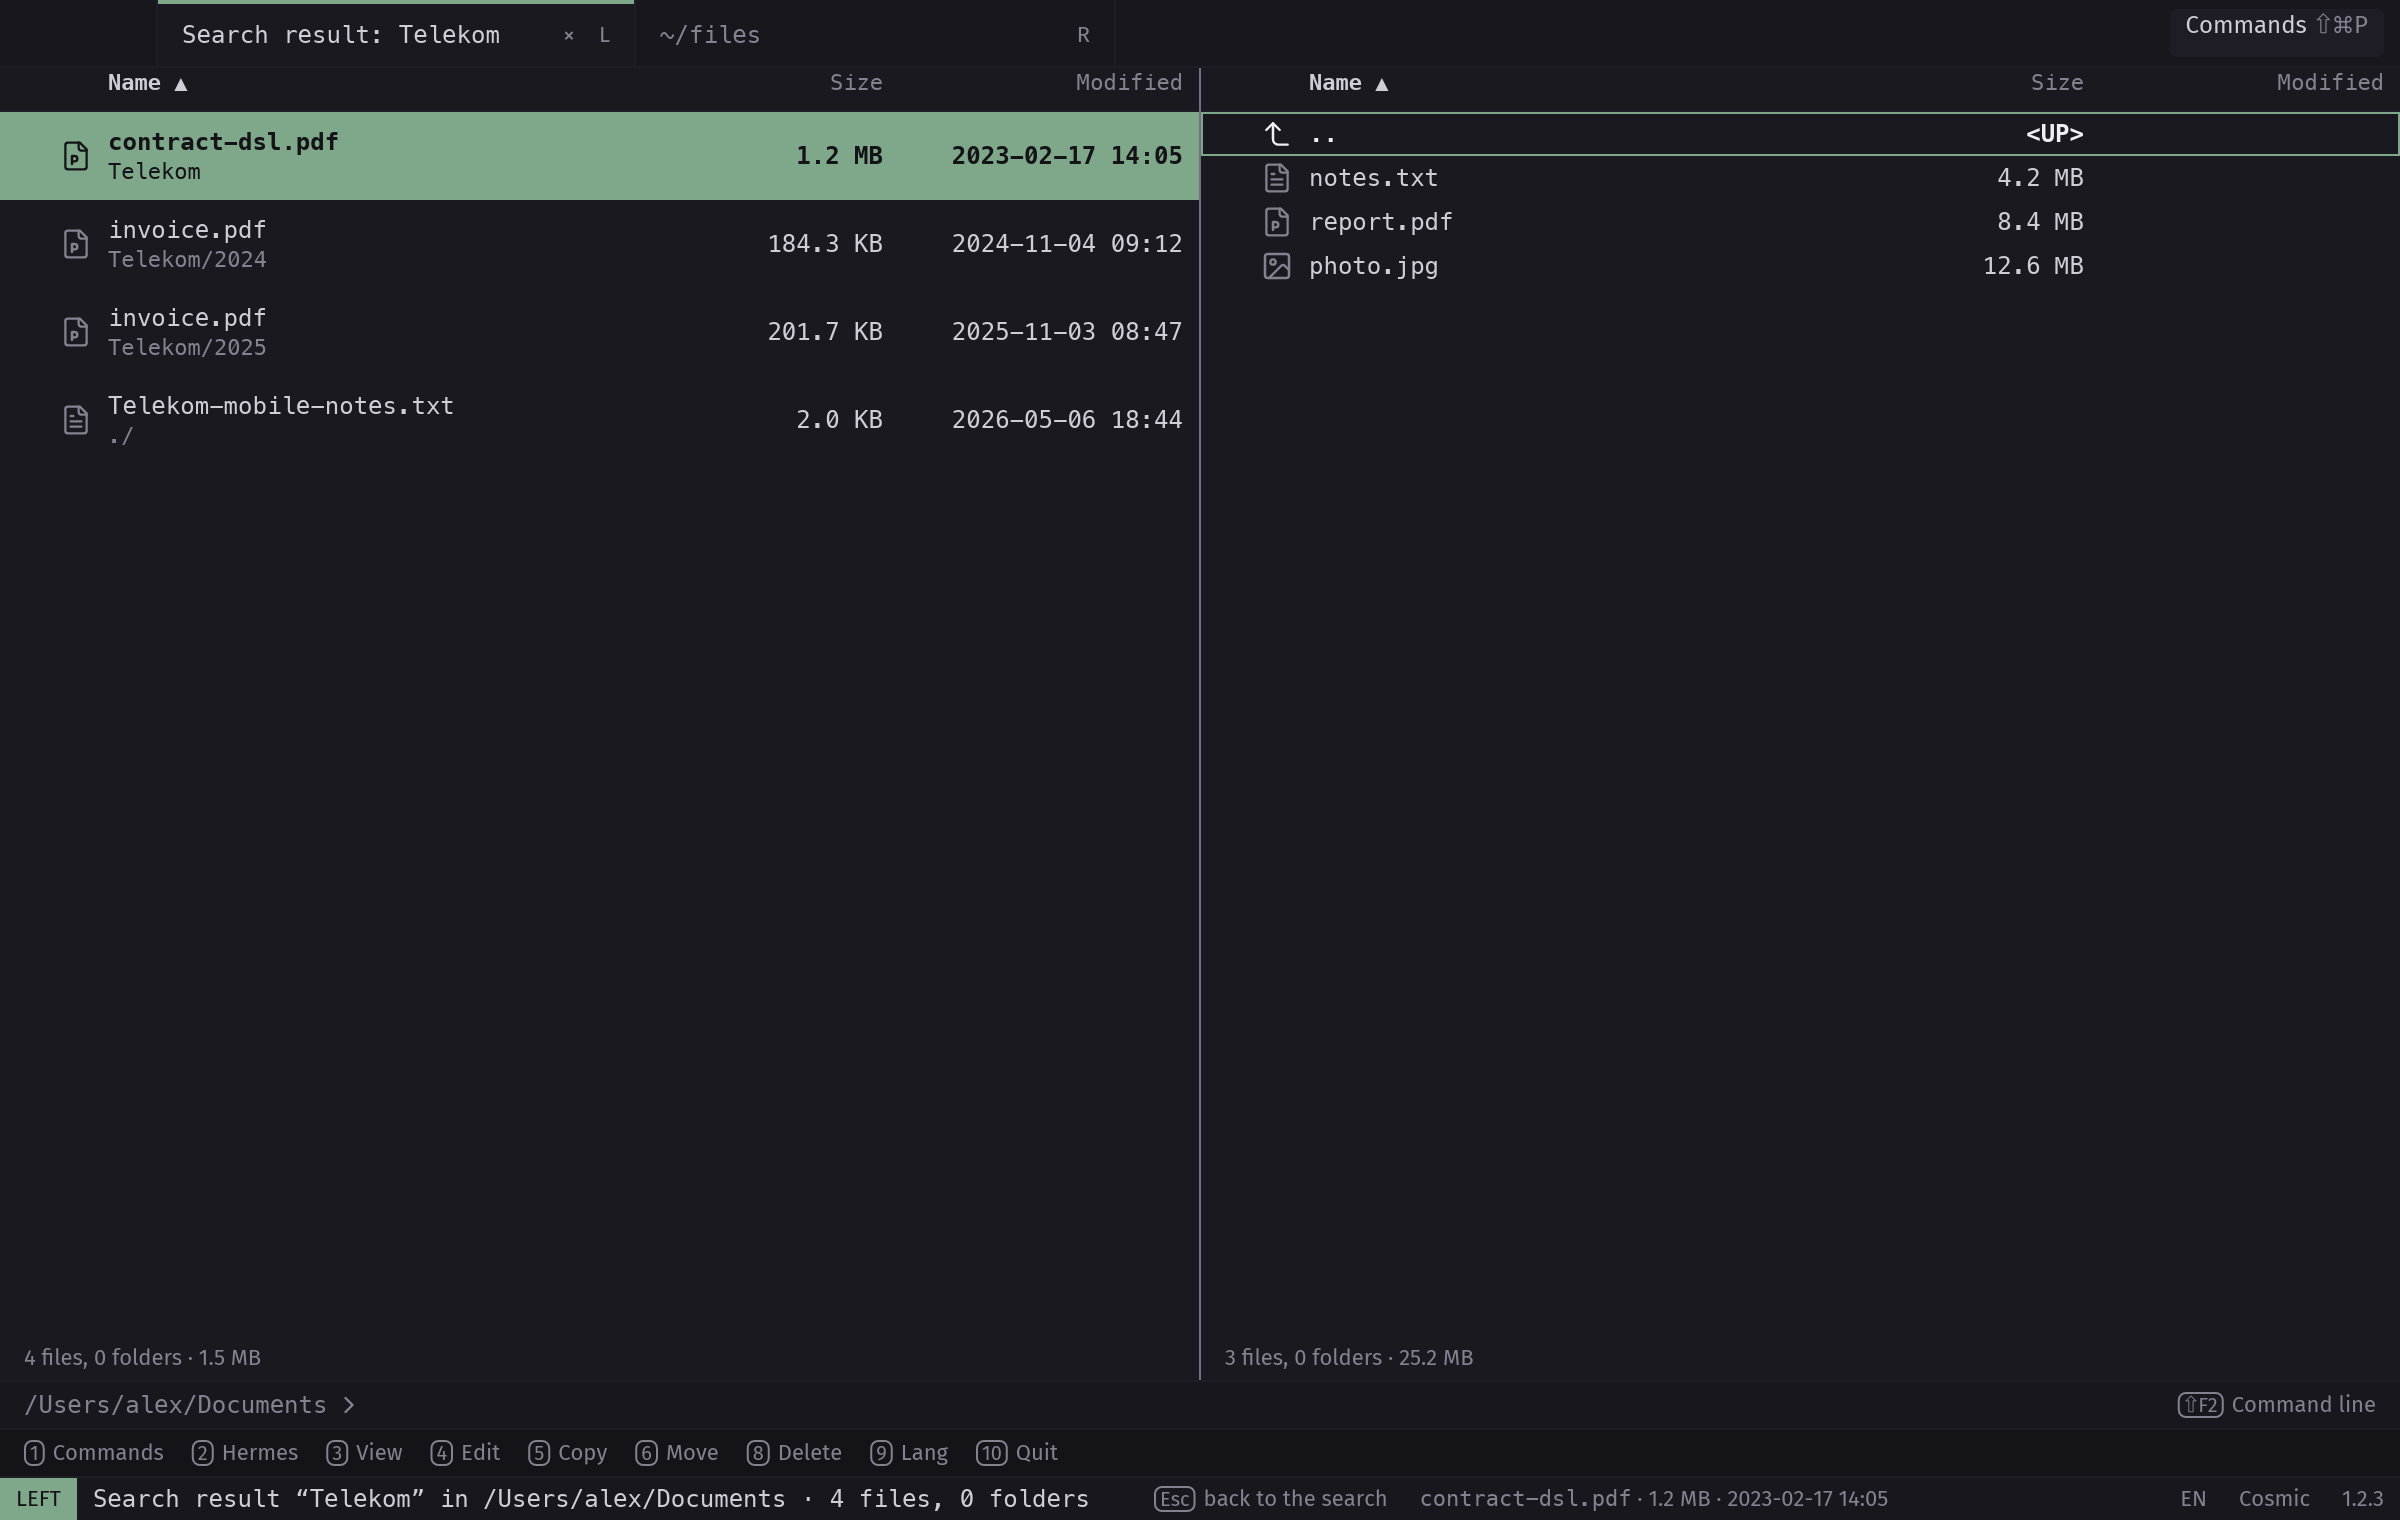 Search result: Telekom × L ~/files R Commands ⇧⌘P
Name ▲ Size Modified
contract-dsl.pdf 1.2 MB 2023-02-17 14:05
Telekom
invoice.pdf 184.3 KB 2024-11-04 09:12
Telekom/2024
invoice.pdf 201.7 KB 2025-11-03 08:47
Telekom/2025
Telekom-mobile-notes.txt 2.0 KB 2026-05-06 18:44
./
4 files, 0 folders · 1.5 MB
Name ▲ Size Modified
.. <UP>
notes.txt 4.2 MB
report.pdf 8.4 MB
photo.jpg 12.6 MB
3 files, 0 folders · 25.2 MB
/Users/alex/Documents > ⇧F2 Command line
1 Commands 2 Hermes 3 View 4 Edit 5 Copy 6 Move 8 Delete 9 Lang 10 Quit
LEFT Search result “Telekom” in /Users/alex/Documents · 4 files, 0 folders Esc back to the search contract-dsl.pdf · 1.2 MB · 2023-02-17 14:05 EN Cosmic 1.2.3